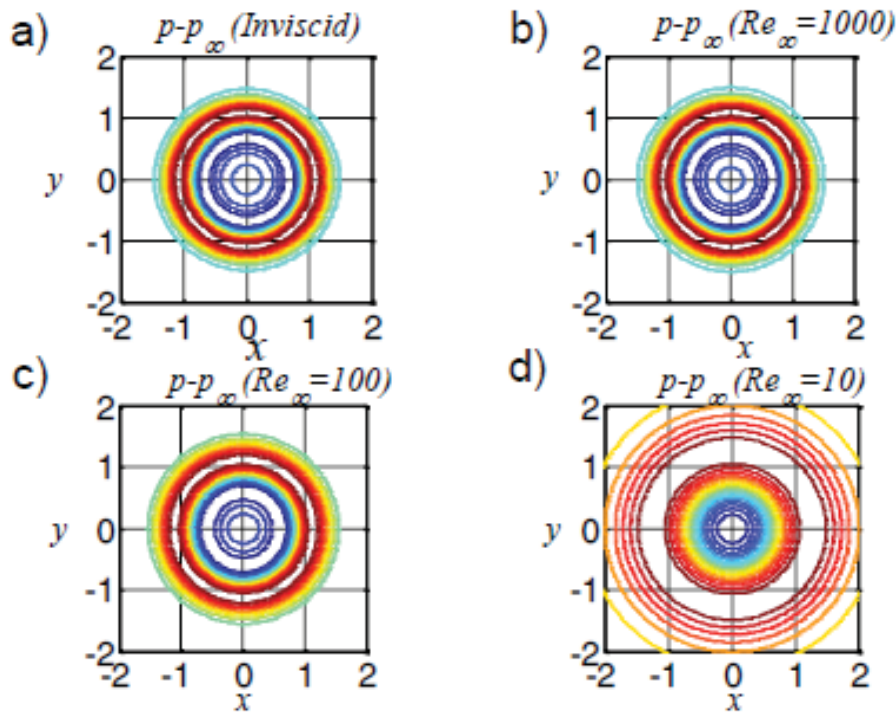 a)
p-p∞ (Inviscid)
2
1
y 0
-1
-2
-2 -1 0 1 2
x
b)
p-p∞ (Re∞=1000)
2
1
y 0
-1
-2
-2 -1 0 1 2
x
c)
p-p∞ (Re∞=100)
2
1
y 0
-1
-2
-2 -1 0 1 2
x
d)
p-p∞ (Re∞=10)
2
1
y 0
-1
-2
-2 -1 0 1 2
x